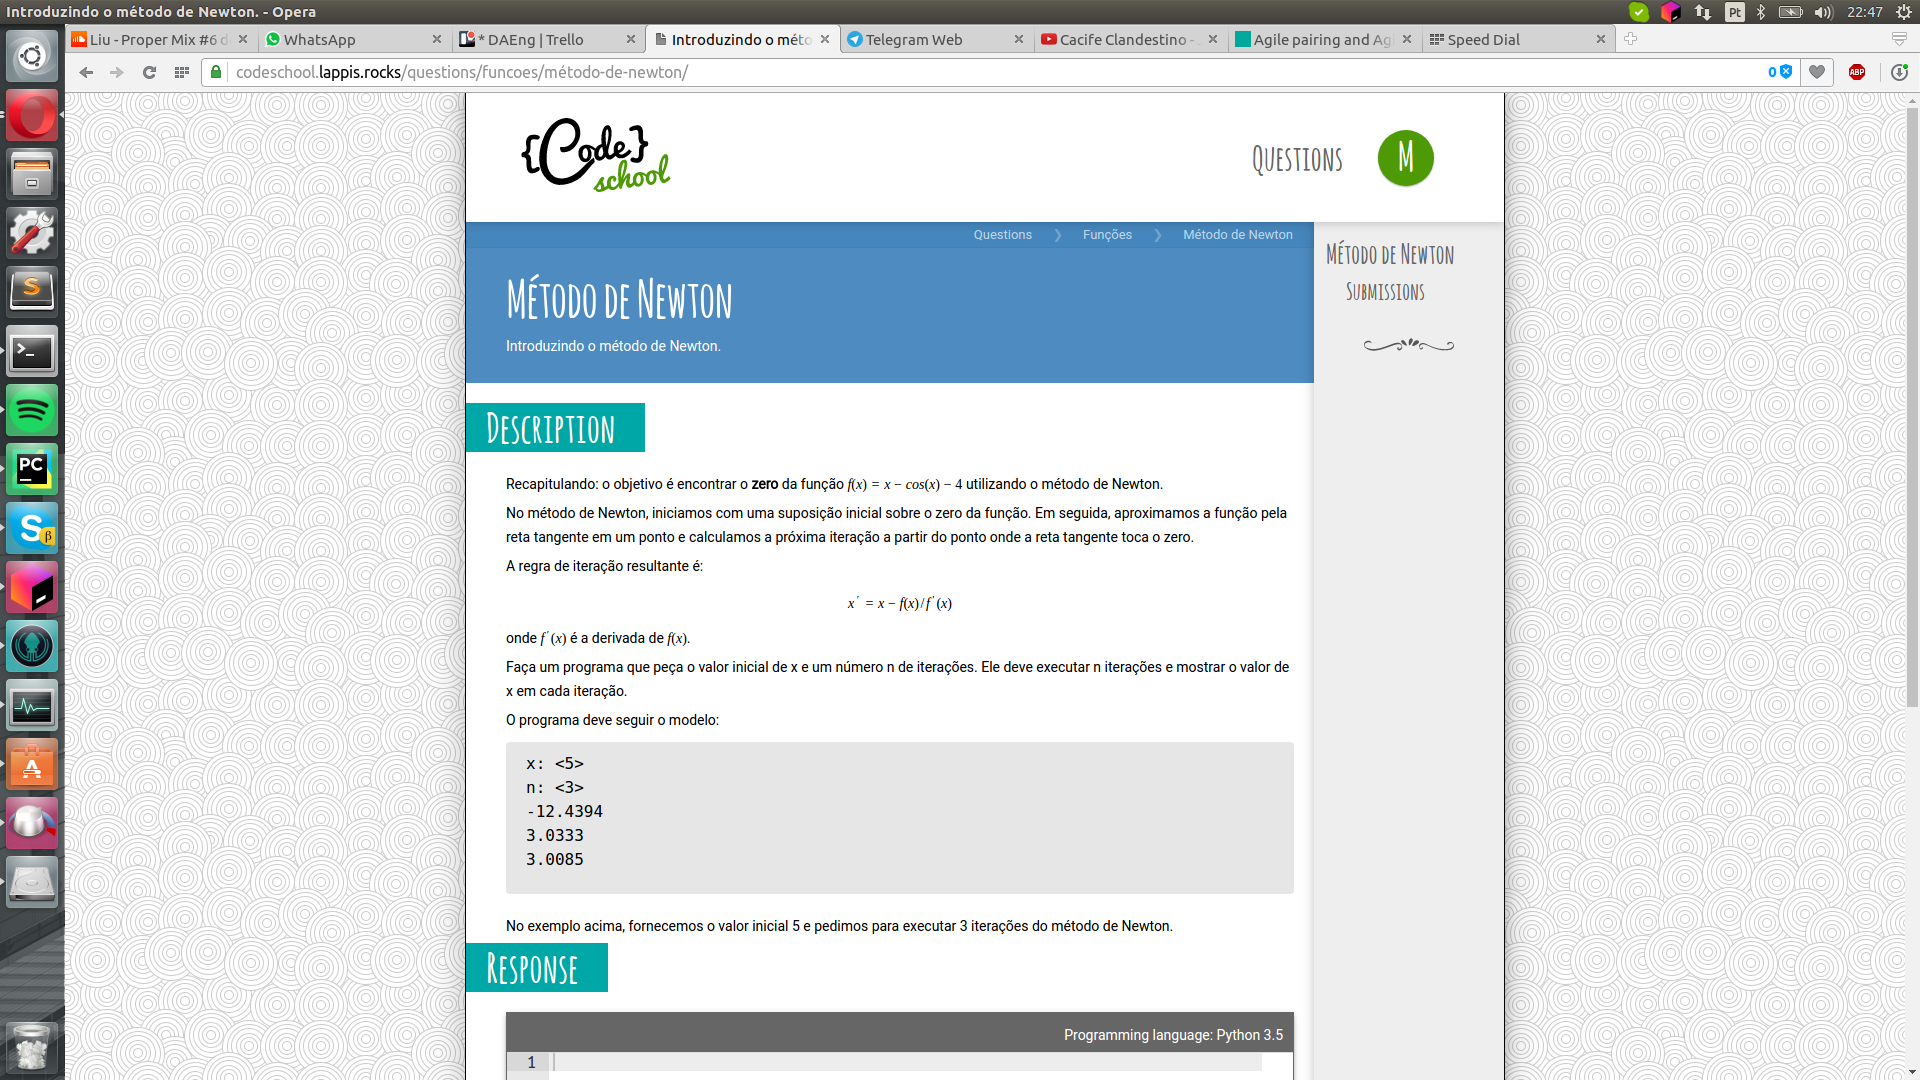 Introduzindo o método de Newton. - Opera
Pt
22:47
Liu - Proper Mix #6 d
WhatsApp
* DAEng | Trello
Introduzindo o méto
Telegram Web
Cacife Clandestino -
Agile pairing and Ag
Speed Dial
codeschool.lappis.rocks/questions/funcoes/método-de-newton/
0
ABP
{Code}
school
Questions
M
Questions
Funções
Método de Newton
Método de Newton
Introduzindo o método de Newton.
Método de Newton
Submissions
Description
Recapitulando: o objetivo é encontrar o zero da função f(x) = x − cos(x) − 4 utilizando o método de Newton.
No método de Newton, iniciamos com uma suposição inicial sobre o zero da função. Em seguida, aproximamos a função pela
reta tangente em um ponto e calculamos a próxima iteração a partir do ponto onde a reta tangente toca o zero.
A regra de iteração resultante é:
x′ = x − f(x)/f′(x)
onde f′(x) é a derivada de f(x).
Faça um programa que peça o valor inicial de x e um número n de iterações. Ele deve executar n iterações e mostrar o valor de
x em cada iteração.
O programa deve seguir o modelo:
x: <5>
n: <3>
-12.4394
3.0333
3.0085
No exemplo acima, fornecemos o valor inicial 5 e pedimos para executar 3 iterações do método de Newton.
Response
Programming language: Python 3.5
1
S
>_
PC
S
β
A